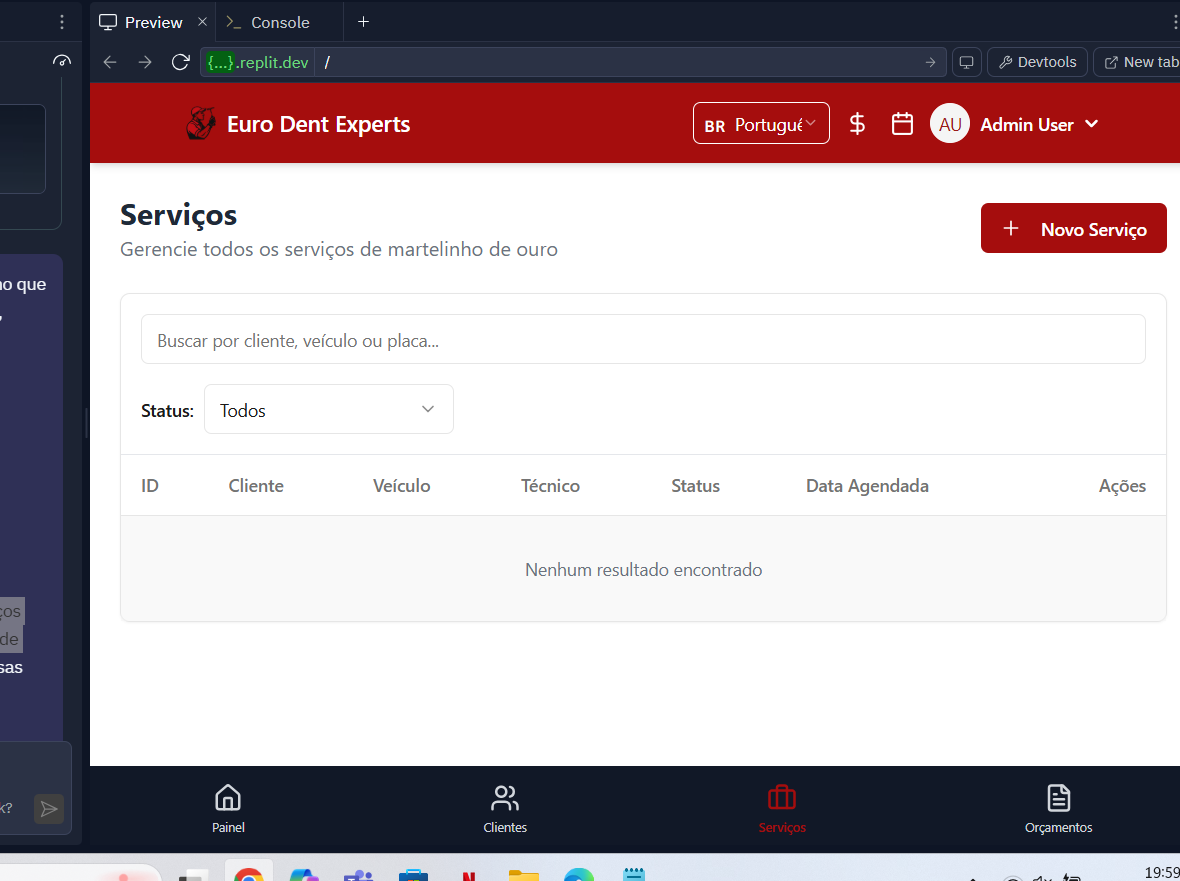 Preview
Console
{...}.replit.dev
/
Devtools
New tab
Euro Dent Experts
BR
Portugu
$
AU
Admin User
Serviços
Gerencie todos os serviços de martelinho de ouro
Novo Serviço
Buscar por cliente, veículo ou placa...
Status:
Todos
ID
Cliente
Veículo
Técnico
Status
Data Agendada
Ações
Nenhum resultado encontrado
Painel
Clientes
Serviços
Orçamentos
no que
,
ços
de
sas
k?
19:59